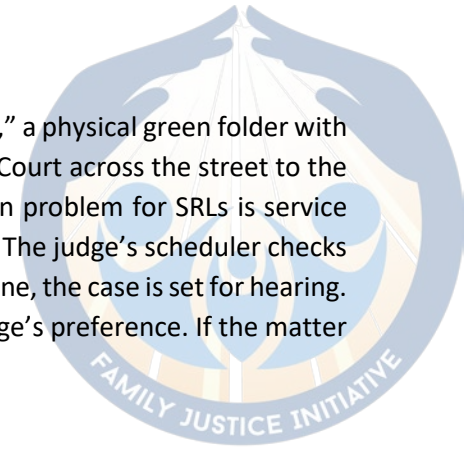 ,” a physical green folder with
Court across the street to the
n problem for SRLs is service
The judge’s scheduler checks
ne, the case is set for hearing.
ge’s preference. If the matter
FAMILY JUSTICE INITIATIVE